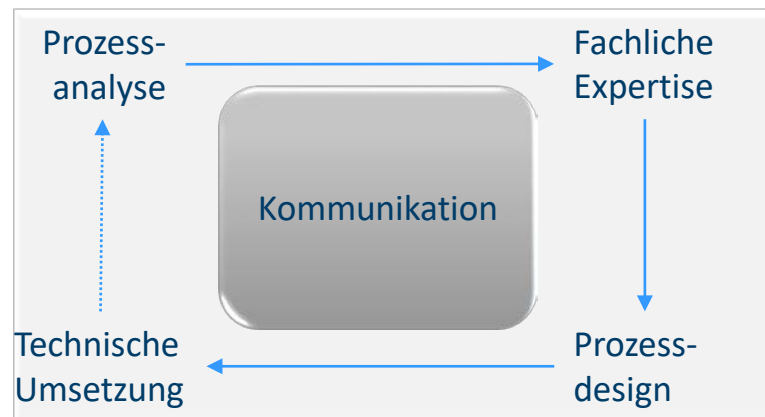 Prozess-
analyse
Fachliche
Expertise
Kommunikation
Technische
Umsetzung
Prozess-
design